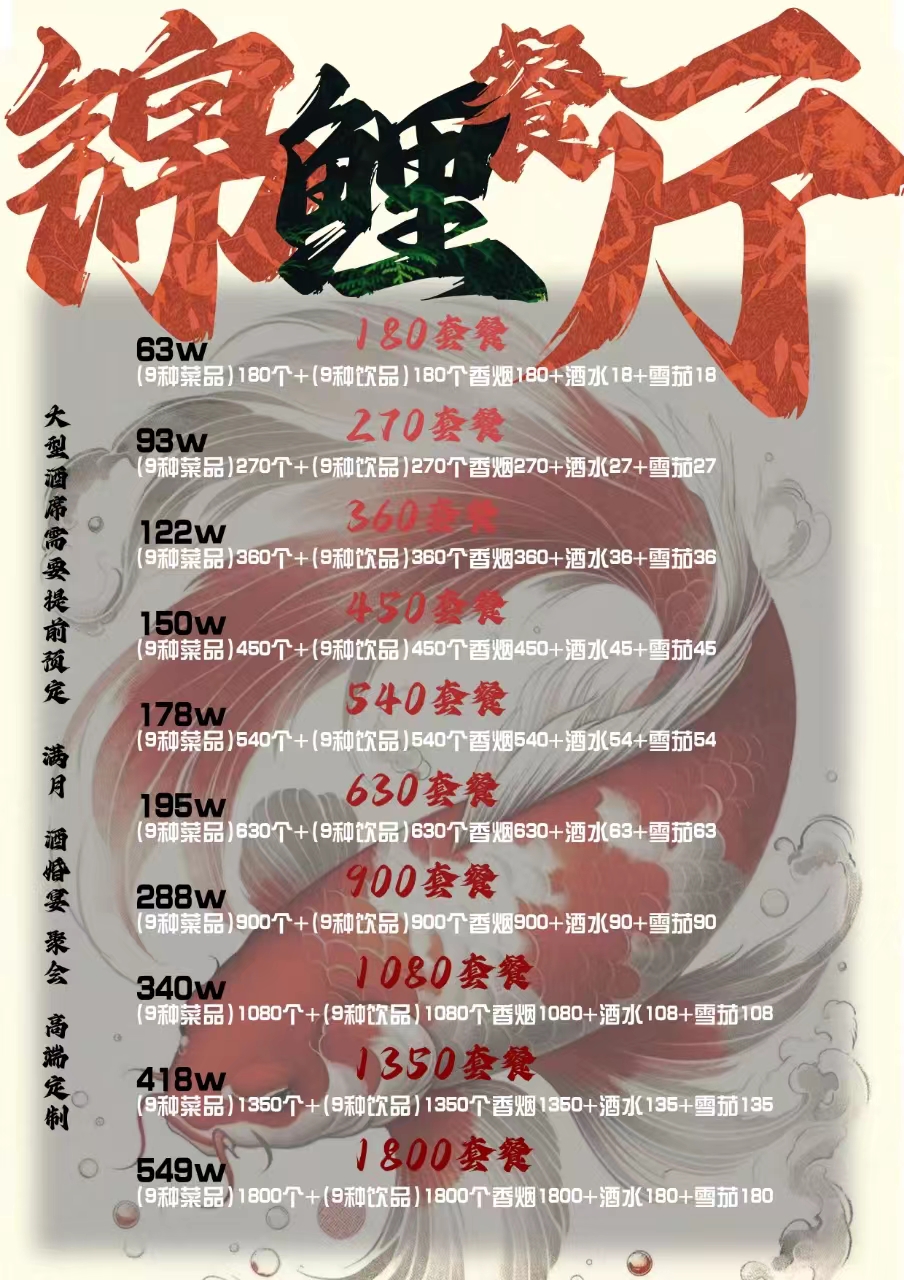 锦鲤餐厅
180套餐
63w
(9种菜品)180个+(9种饮品)180个香烟180+酒水18+雪茄18
270套餐
93w
(9种菜品)270个+(9种饮品)270个香烟270+酒水27+雪茄27
360套餐
122w
(9种菜品)360个+(9种饮品)360个香烟360+酒水36+雪茄36
450套餐
150w
(9种菜品)450个+(9种饮品)450个香烟450+酒水45+雪茄45
540套餐
178w
(9种菜品)540个+(9种饮品)540个香烟540+酒水54+雪茄54
630套餐
195w
(9种菜品)630个+(9种饮品)630个香烟630+酒水63+雪茄63
900套餐
288w
(9种菜品)900个+(9种饮品)900个香烟900+酒水90+雪茄90
1080套餐
340w
(9种菜品)1080个+(9种饮品)1080个香烟1080+酒水108+雪茄108
1350套餐
418w
(9种菜品)1350个+(9种饮品)1350个香烟1350+酒水135+雪茄135
1800套餐
549w
(9种菜品)1800个+(9种饮品)1800个香烟1800+酒水180+雪茄180
大型酒席需要提前预定 满月 酒婚宴 聚会 高端定制